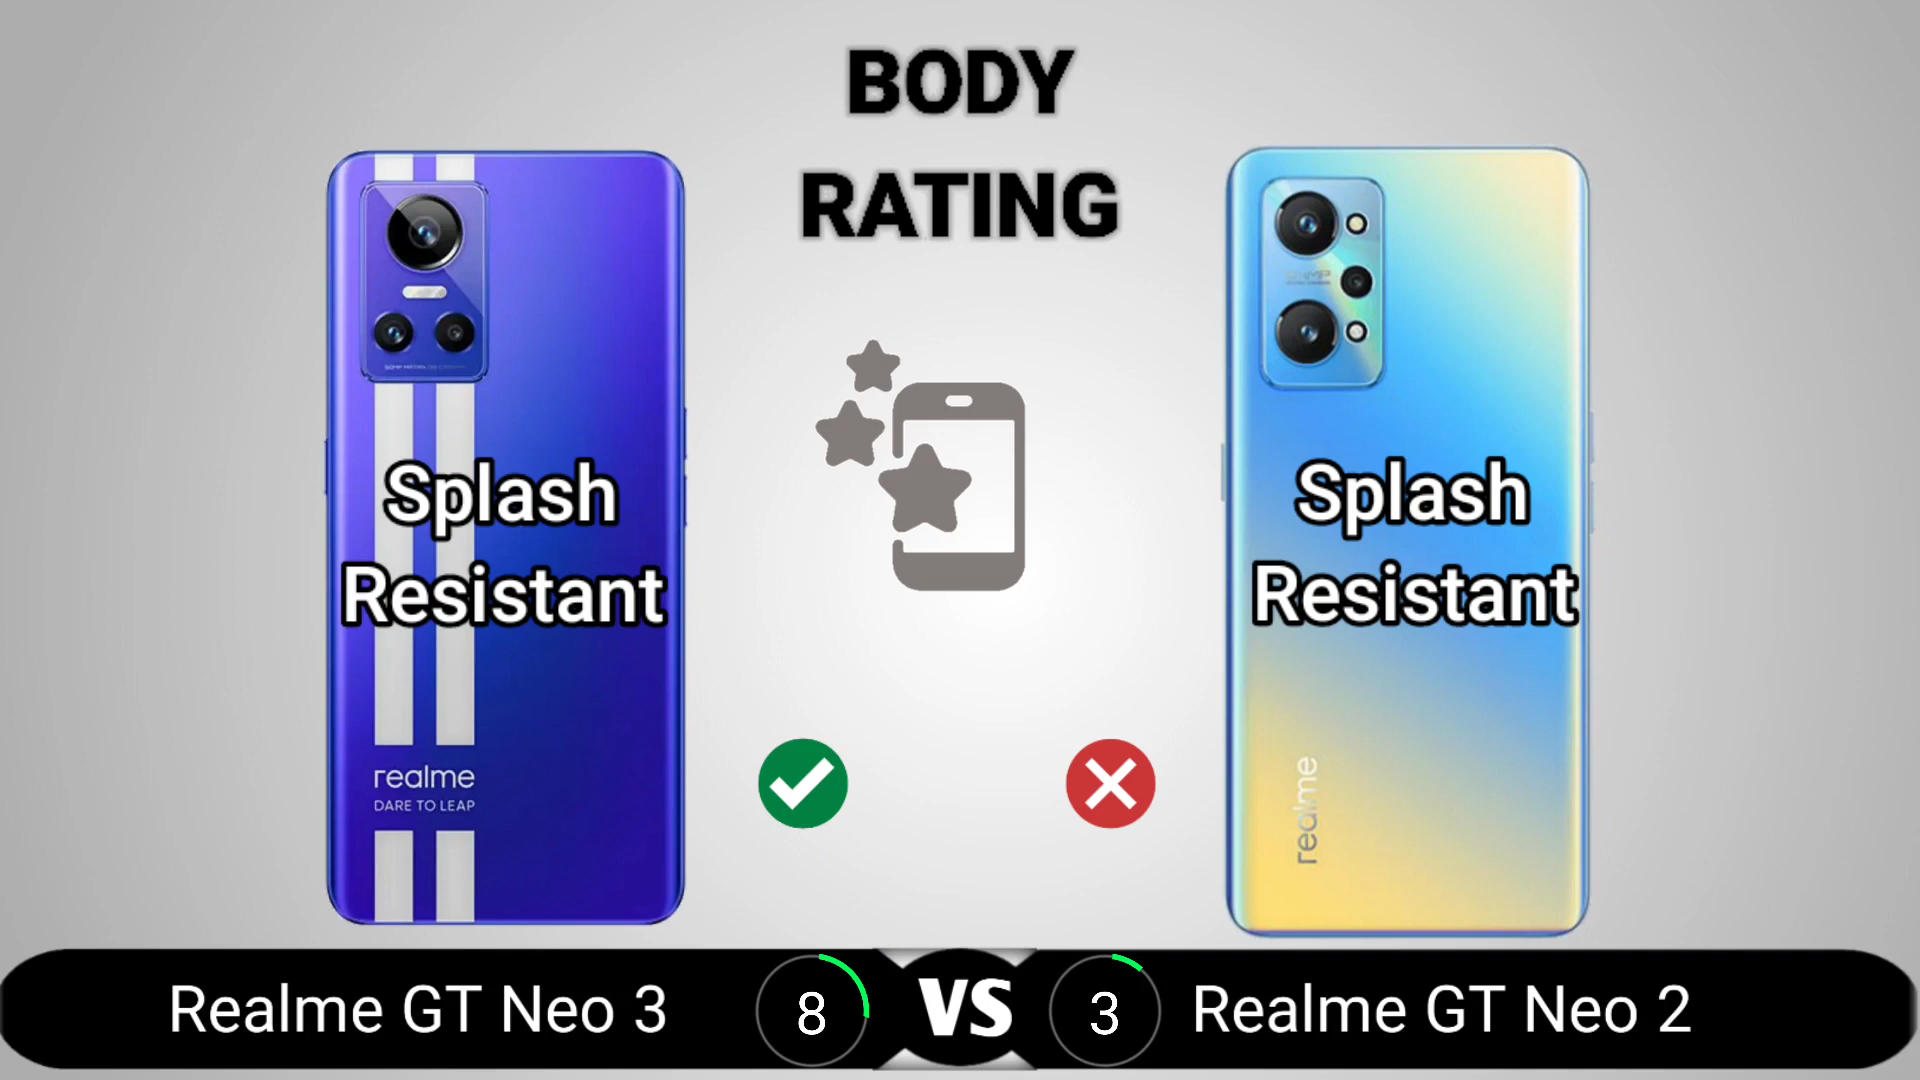 BODY
RATING
Splash
Resistant
realme
DARE TO LEAP
Splash
Resistant
realme
Realme GT Neo 3
8
VS
3
Realme GT Neo 2